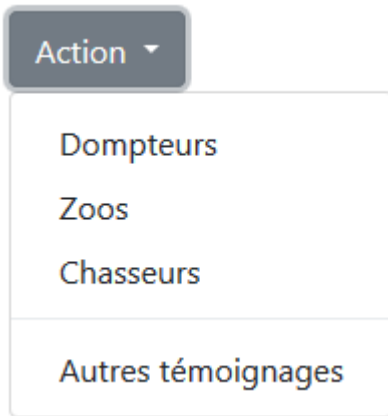 Action
Dompteurs
Zoos
Chasseurs
Autres témoignages